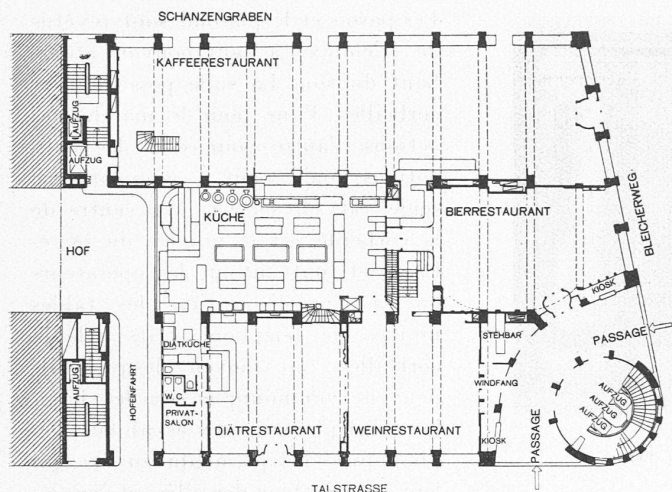 SCHANZENGRABEN
KAFFEERESTAURANT
AUFZUG
AUFZUG
KÜCHE
BIERRESTAURANT
BLEICHERWEG
HOF
KIOSK
STEHBAR
PASSAGE
DIÄTKÜCHE
AUFZUG
HOFEINFAHRT
W.C.
WINDFANG
AUFZUG
AUFZUG
AUFZUG
PRIVAT-
SALON
DIÄTRESTAURANT
WEINRESTAURANT
KIOSK
PASSAGE
TALSTRASSE